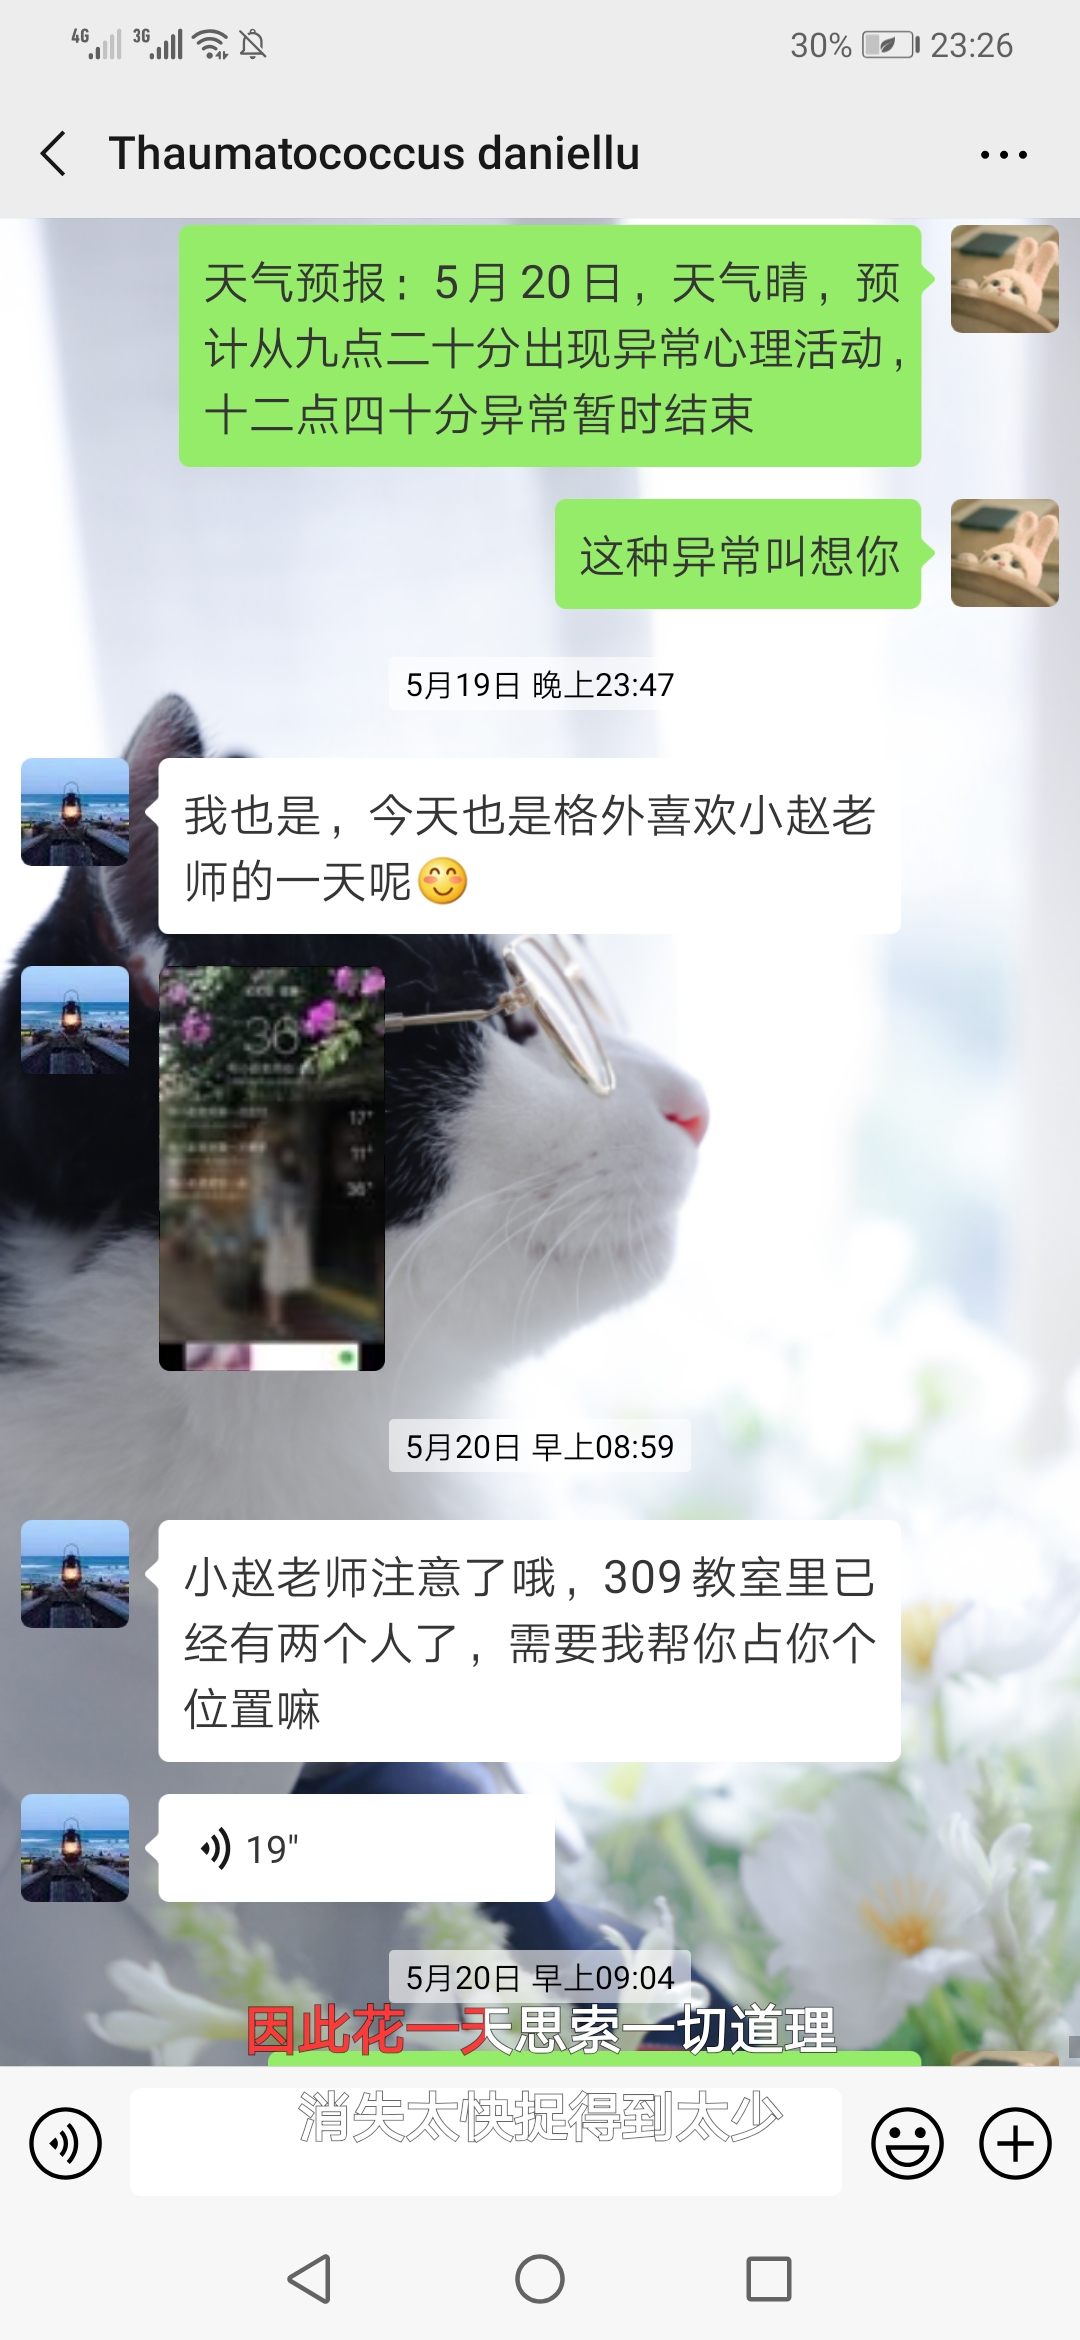 4G 3G 30% 23:26
Thaumatococcus daniellu
天气预报：5月20日，天气晴，预
计从九点二十分出现异常心理活动，
十二点四十分异常暂时结束
这种异常叫想你
5月19日 晚上23:47
我也是，今天也是格外喜欢小赵老
师的一天呢😊
36
17°
11°
36°
5月20日 早上08:59
小赵老师注意了哦，309教室里已
经有两个人了，需要我帮你占你个
位置嘛
19"
5月20日 早上09:04
因此花一天思索一切道理
消失太快捉得到太少